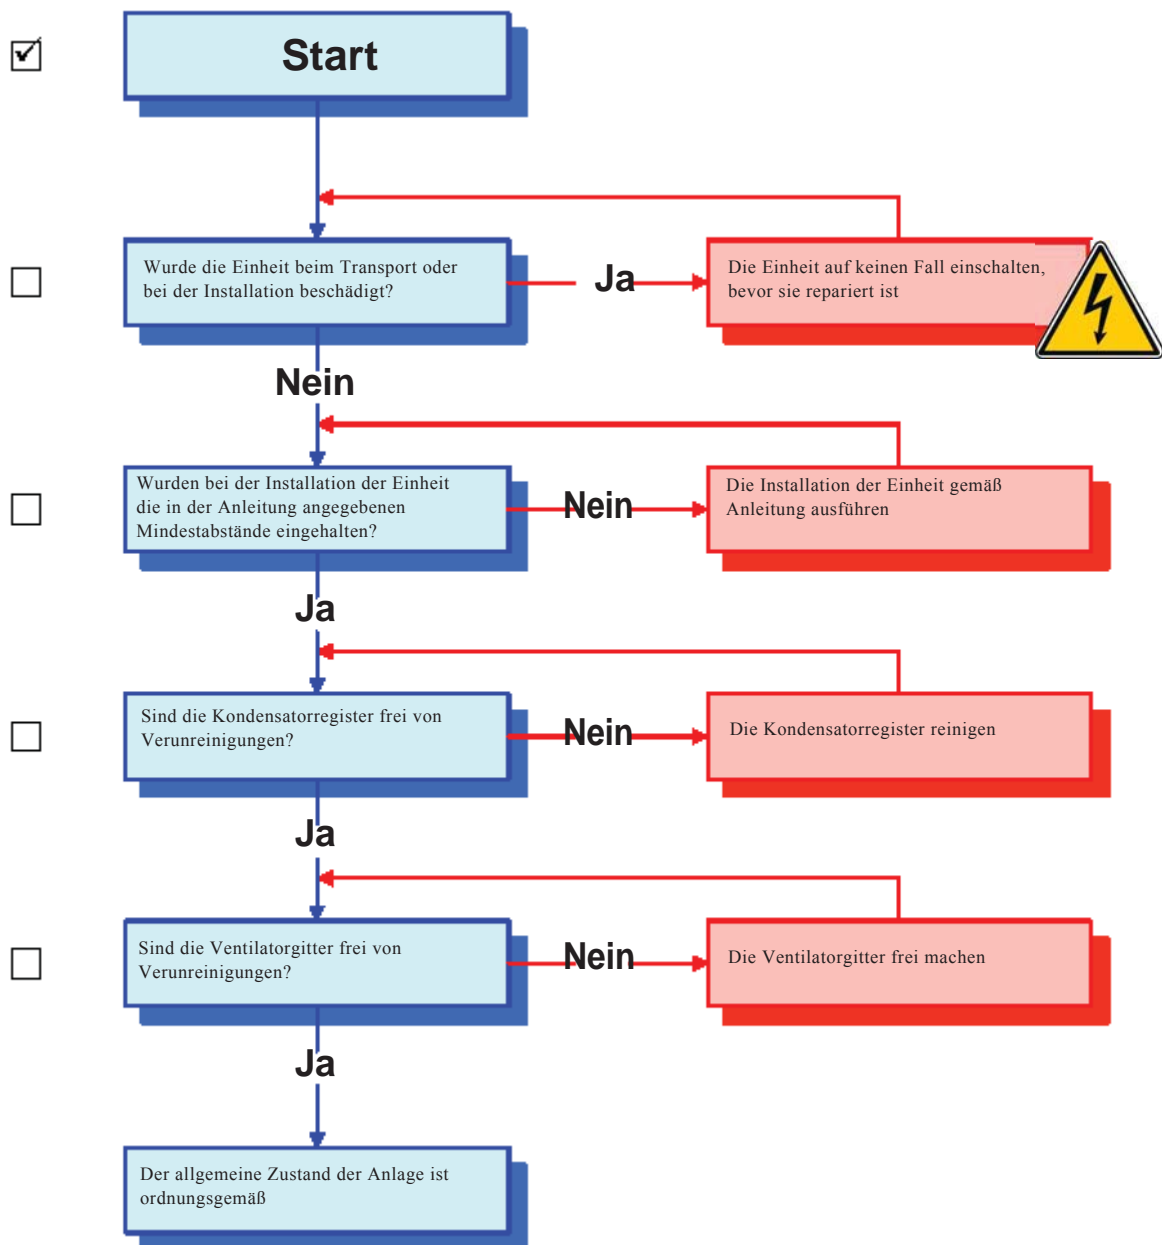 Start
Wurde die Einheit beim Transport oder
bei der Installation beschädigt?
Ja
Die Einheit auf keinen Fall einschalten,
bevor sie repariert ist
Nein
Wurden bei der Installation der Einheit
die in der Anleitung angegebenen
Mindestabstände eingehalten?
Nein
Die Installation der Einheit gemäß
Anleitung ausführen
Ja
Sind die Kondensatorregister frei von
Verunreinigungen?
Nein
Die Kondensatorregister reinigen
Ja
Sind die Ventilatorgitter frei von
Verunreinigungen?
Nein
Die Ventilatorgitter frei machen
Ja
Der allgemeine Zustand der Anlage ist
ordnungsgemäß